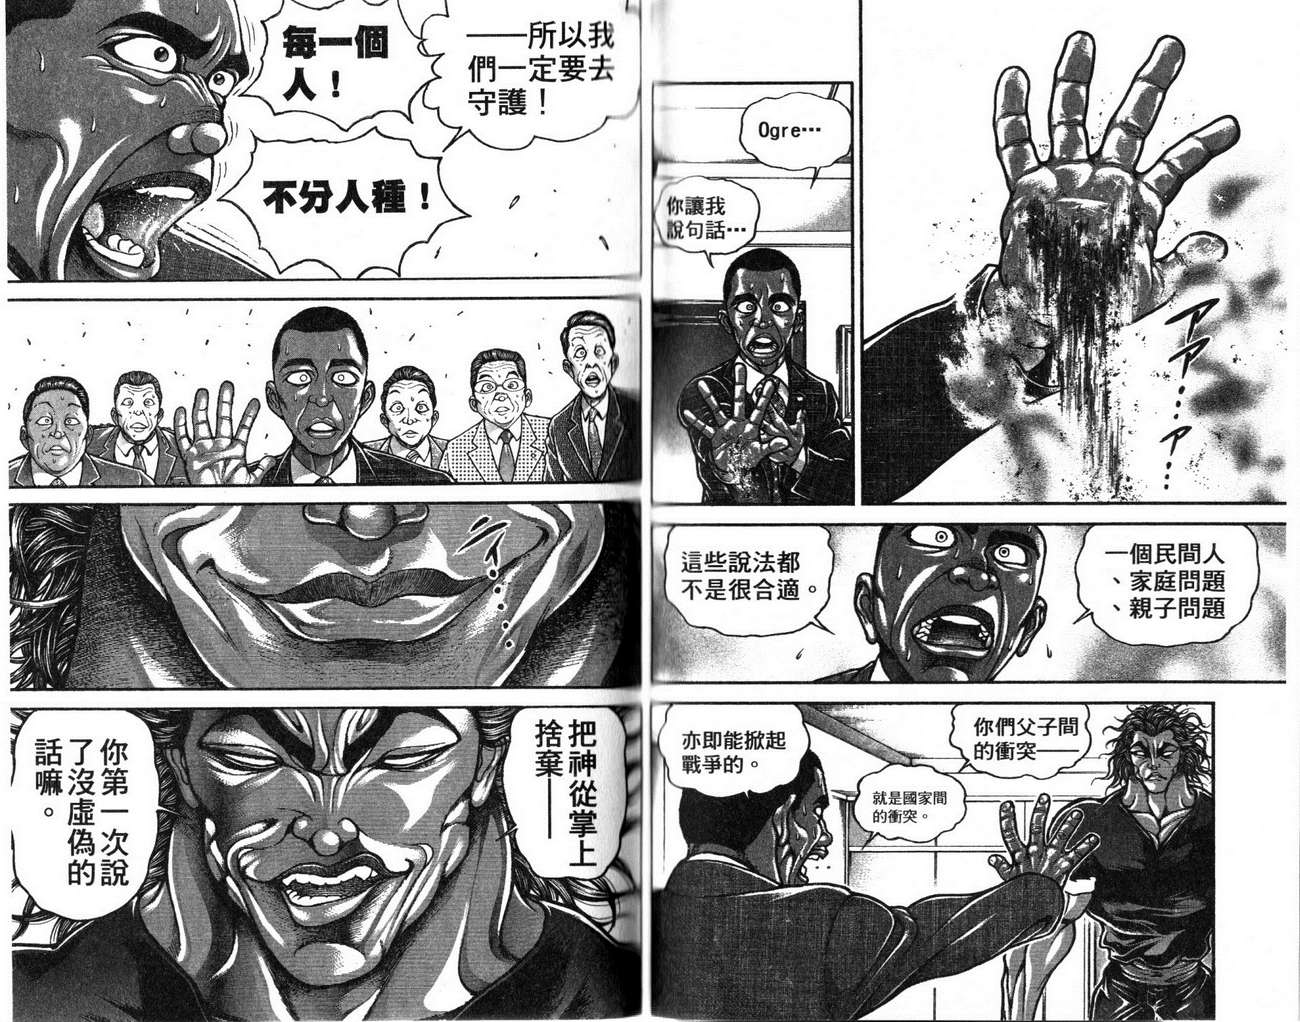 Ogre…
你讓我
說句話…
アアア……ア…
一個民間人
、家庭問題
、親子問題
這些說法都
不是很合適。
你們父子間
的衝突——
就是國家間
的衝突。
亦即能掀起
戰爭的。
——所以我
們一定要去
守護！
每一個
人！
不分人種！
ツイ……
把神從掌上
捨棄——
你第一次說
了沒虛偽的
話嘛。